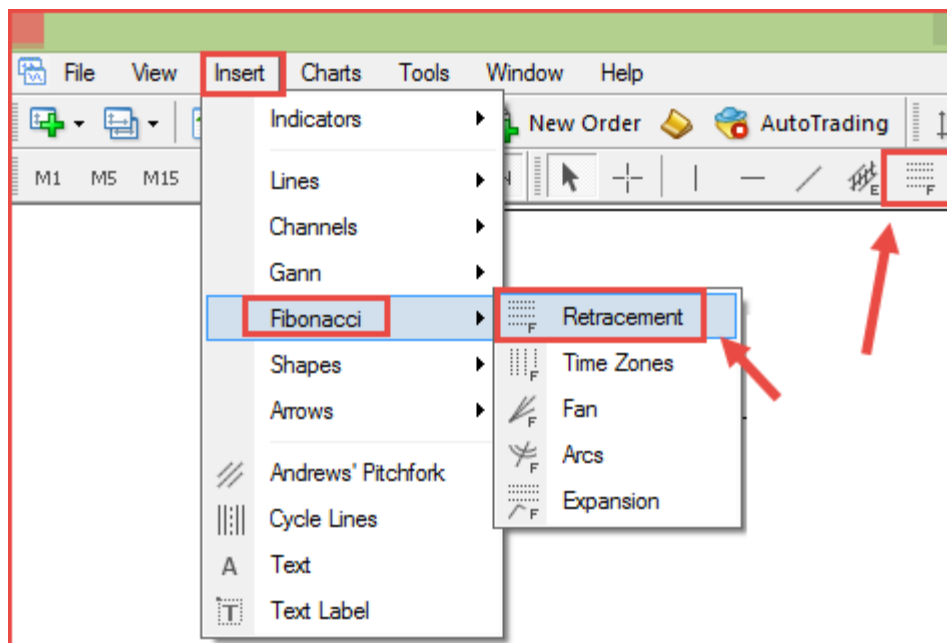 File View Insert Charts Tools Window Help
New Order AutoTrading
M1 M5 M15
E F
Indicators
Lines
Channels
Gann
Fibonacci
Shapes
Arrows
Andrews' Pitchfork
Cycle Lines
A Text
T Text Label
F Retracement
F Time Zones
F Fan
F Arcs
F Expansion